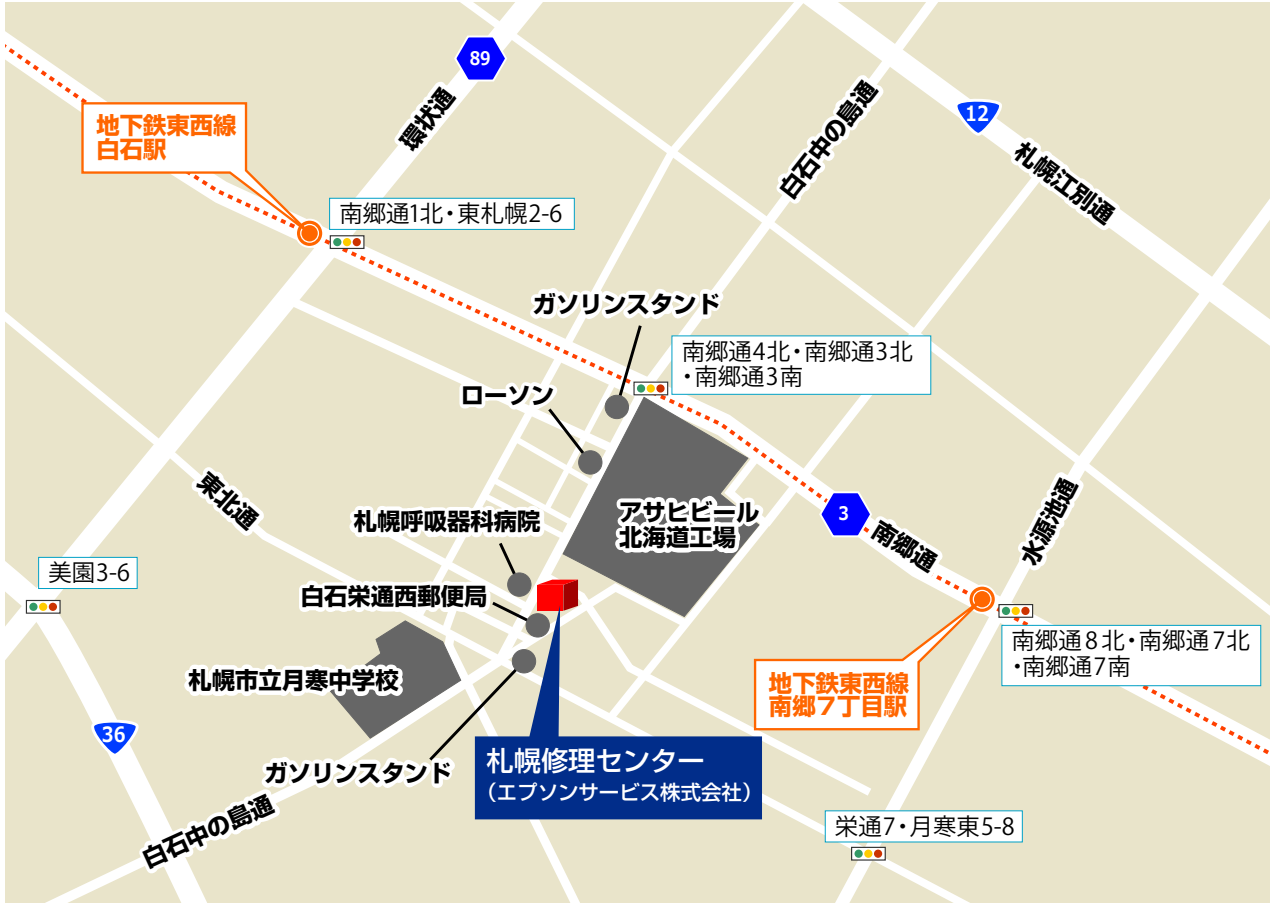 89
環状通
12
札幌江別通
白石中の島通
地下鉄東西線
白石駅
南郷通1北・東札幌2-6
ガソリンスタンド
南郷通4北・南郷通3北
・南郷通3南
ローソン
東北通
札幌呼吸器科病院
アサヒビール
北海道工場
3
南郷通
水源池通
美園3-6
白石栄通西郵便局
南郷通8北・南郷通7北
・南郷通7南
札幌市立月寒中学校
地下鉄東西線
南郷7丁目駅
36
ガソリンスタンド
札幌修理センター
（エプソンサービス株式会社）
白石中の島通
栄通7・月寒東5-8